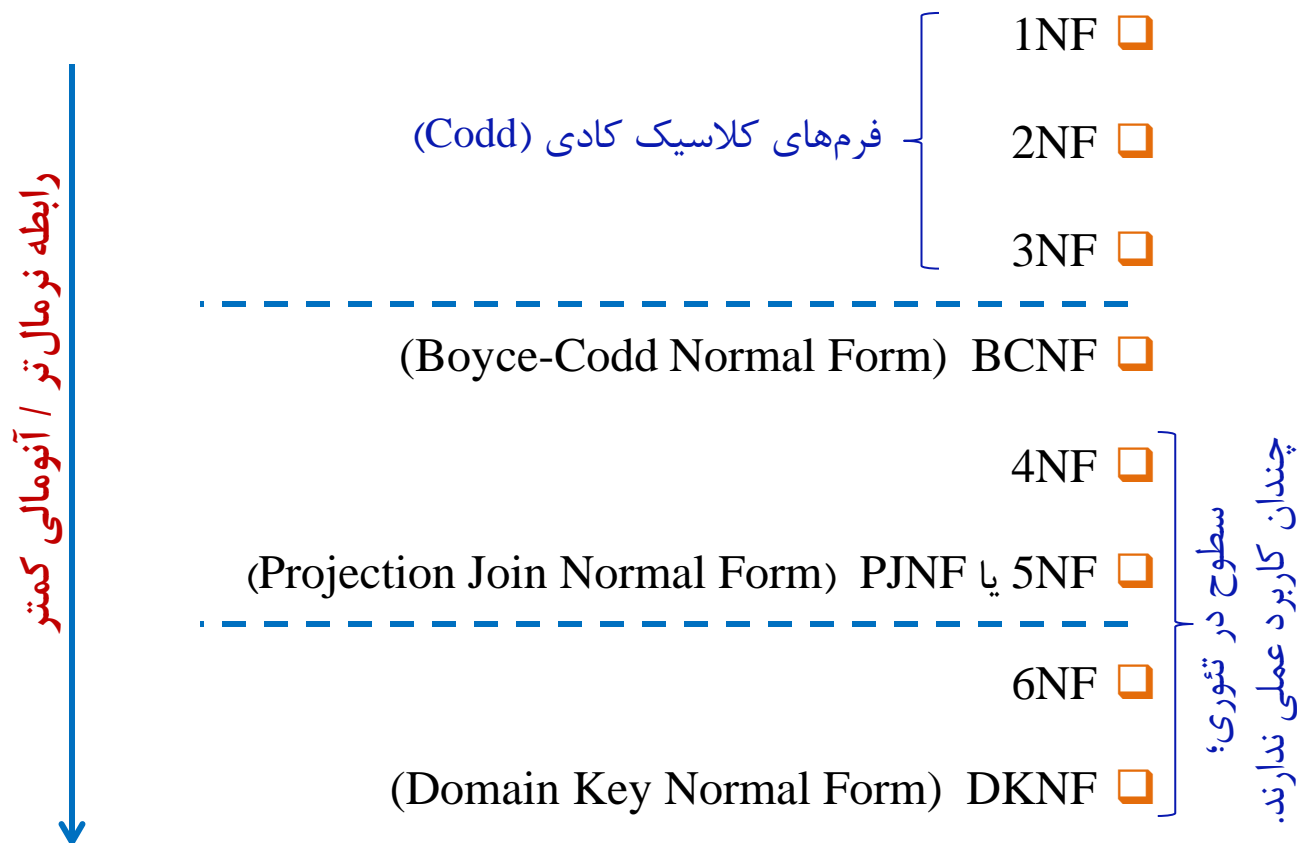 1NF
2NF
فرم‌های کلاسیک کادی (Codd)
3NF
BCNF (Boyce-Codd Normal Form)
4NF
5NF یا PJNF (Projection Join Normal Form)
6NF
DKNF (Domain Key Normal Form)
رابطه نرمال‌تر / آنومالی کمتر
سطوح در تئوری؛
چندان کاربرد عملی ندارند.